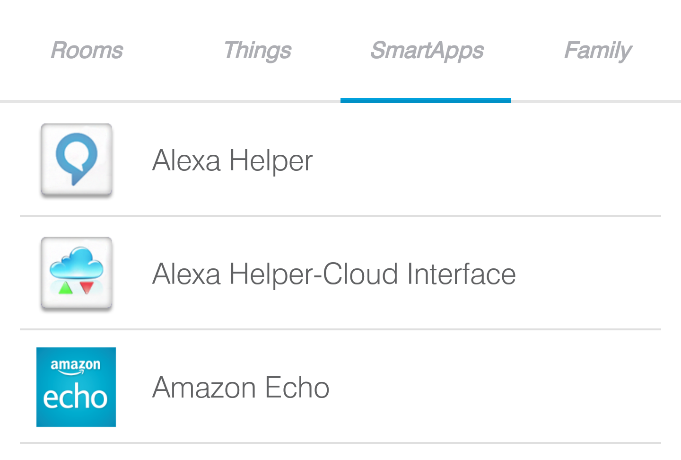 Rooms Things SmartApps Family
Alexa Helper
Alexa Helper-Cloud Interface
amazon
echo
Amazon Echo